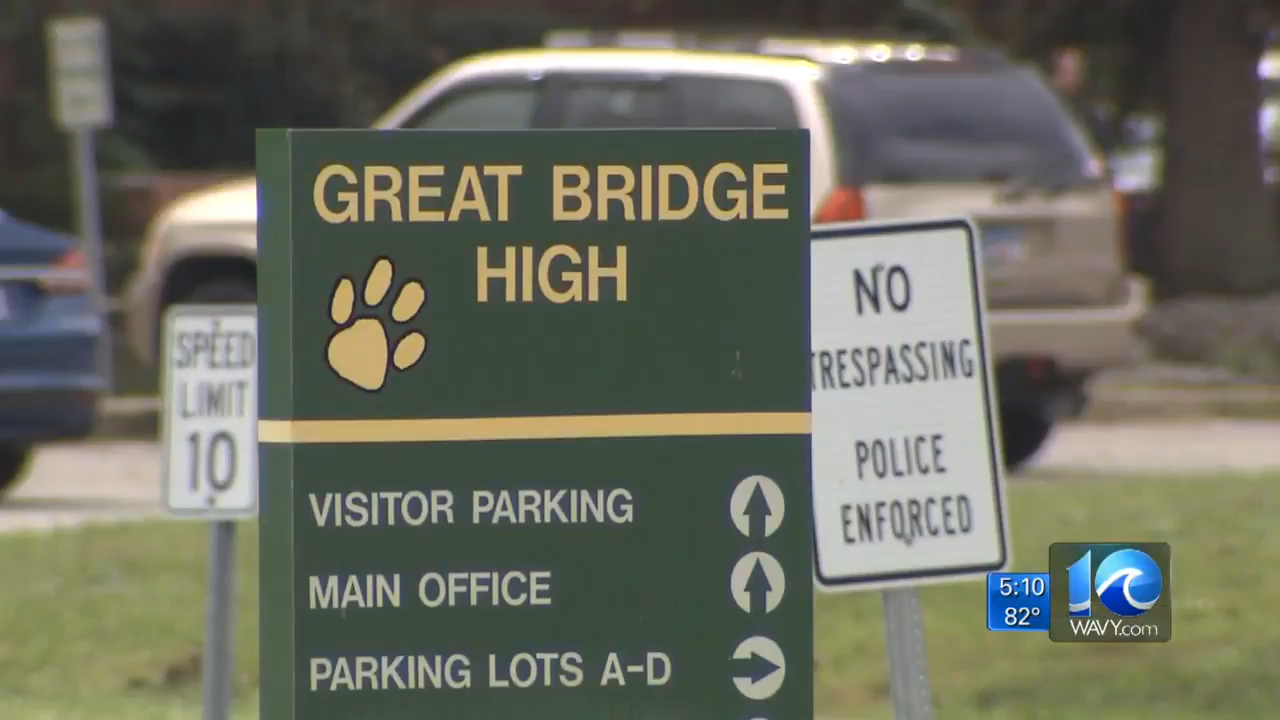 GREAT BRIDGE
HIGH
VISITOR PARKING
MAIN OFFICE
PARKING LOTS A-D
SPEED
LIMIT
10
NO
TRESPASSING
POLICE
ENFORCED
5:10
82°
10
WAVY.com